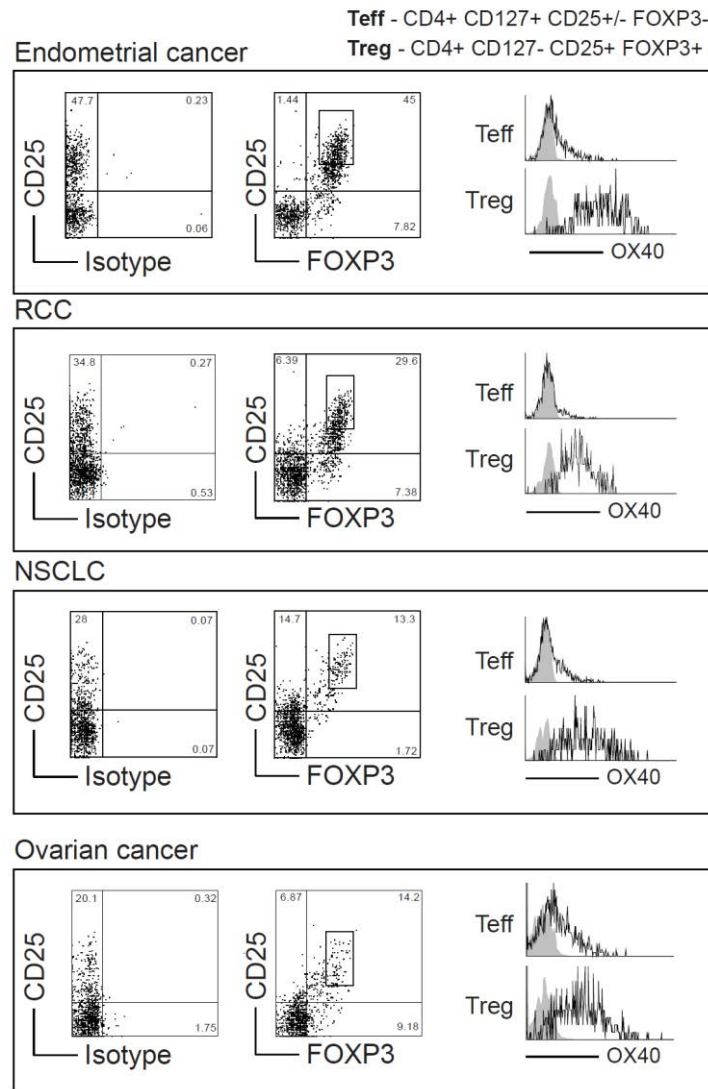 Teff - CD4+ CD127+ CD25+/- FOXP3-
Treg - CD4+ CD127- CD25+ FOXP3+
Endometrial cancer
47.7 0.23
0.06
CD25
Isotype
1.44 45
7.82
CD25
FOXP3
Teff
Treg
OX40
RCC
34.8 0.27
0.53
CD25
Isotype
6.39 29.6
7.38
CD25
FOXP3
Teff
Treg
OX40
NSCLC
28 0.07
0.07
CD25
Isotype
14.7 13.3
1.72
CD25
FOXP3
Teff
Treg
OX40
Ovarian cancer
20.1 0.32
1.75
CD25
Isotype
6.87 14.2
9.18
CD25
FOXP3
Teff
Treg
OX40